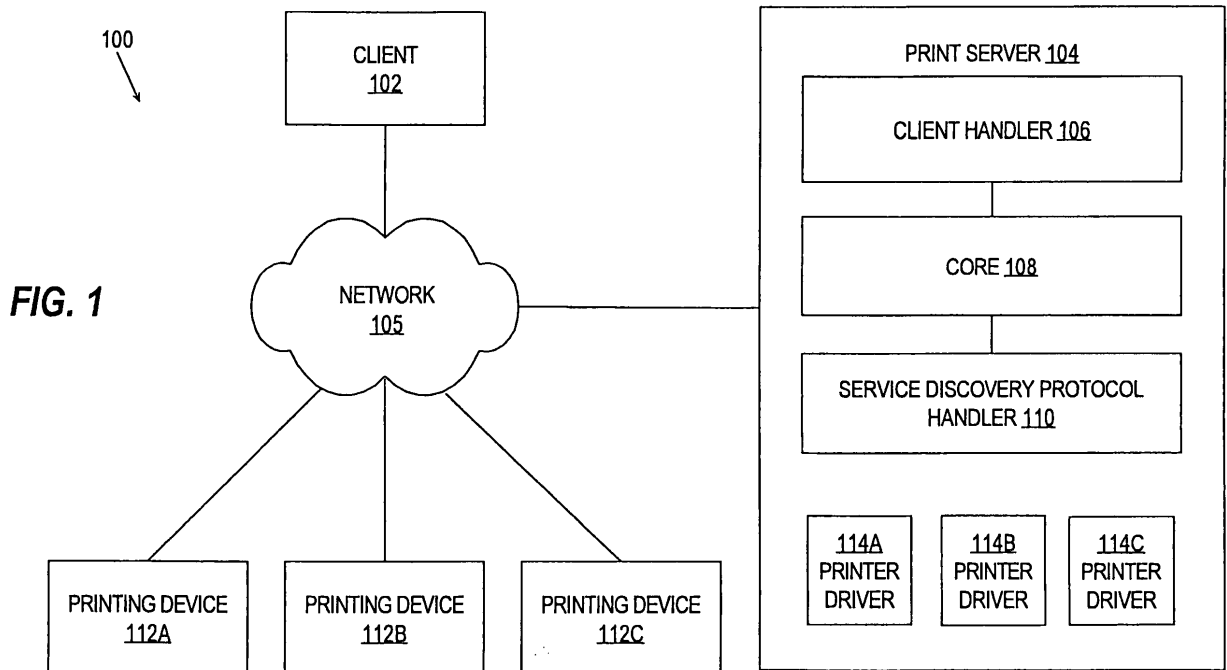 100
CLIENT
102
PRINT SERVER 104
CLIENT HANDLER 106
CORE 108
SERVICE DISCOVERY PROTOCOL
HANDLER 110
114A
PRINTER
DRIVER
114B
PRINTER
DRIVER
114C
PRINTER
DRIVER
FIG. 1
NETWORK
105
PRINTING DEVICE
112A
PRINTING DEVICE
112B
PRINTING DEVICE
112C